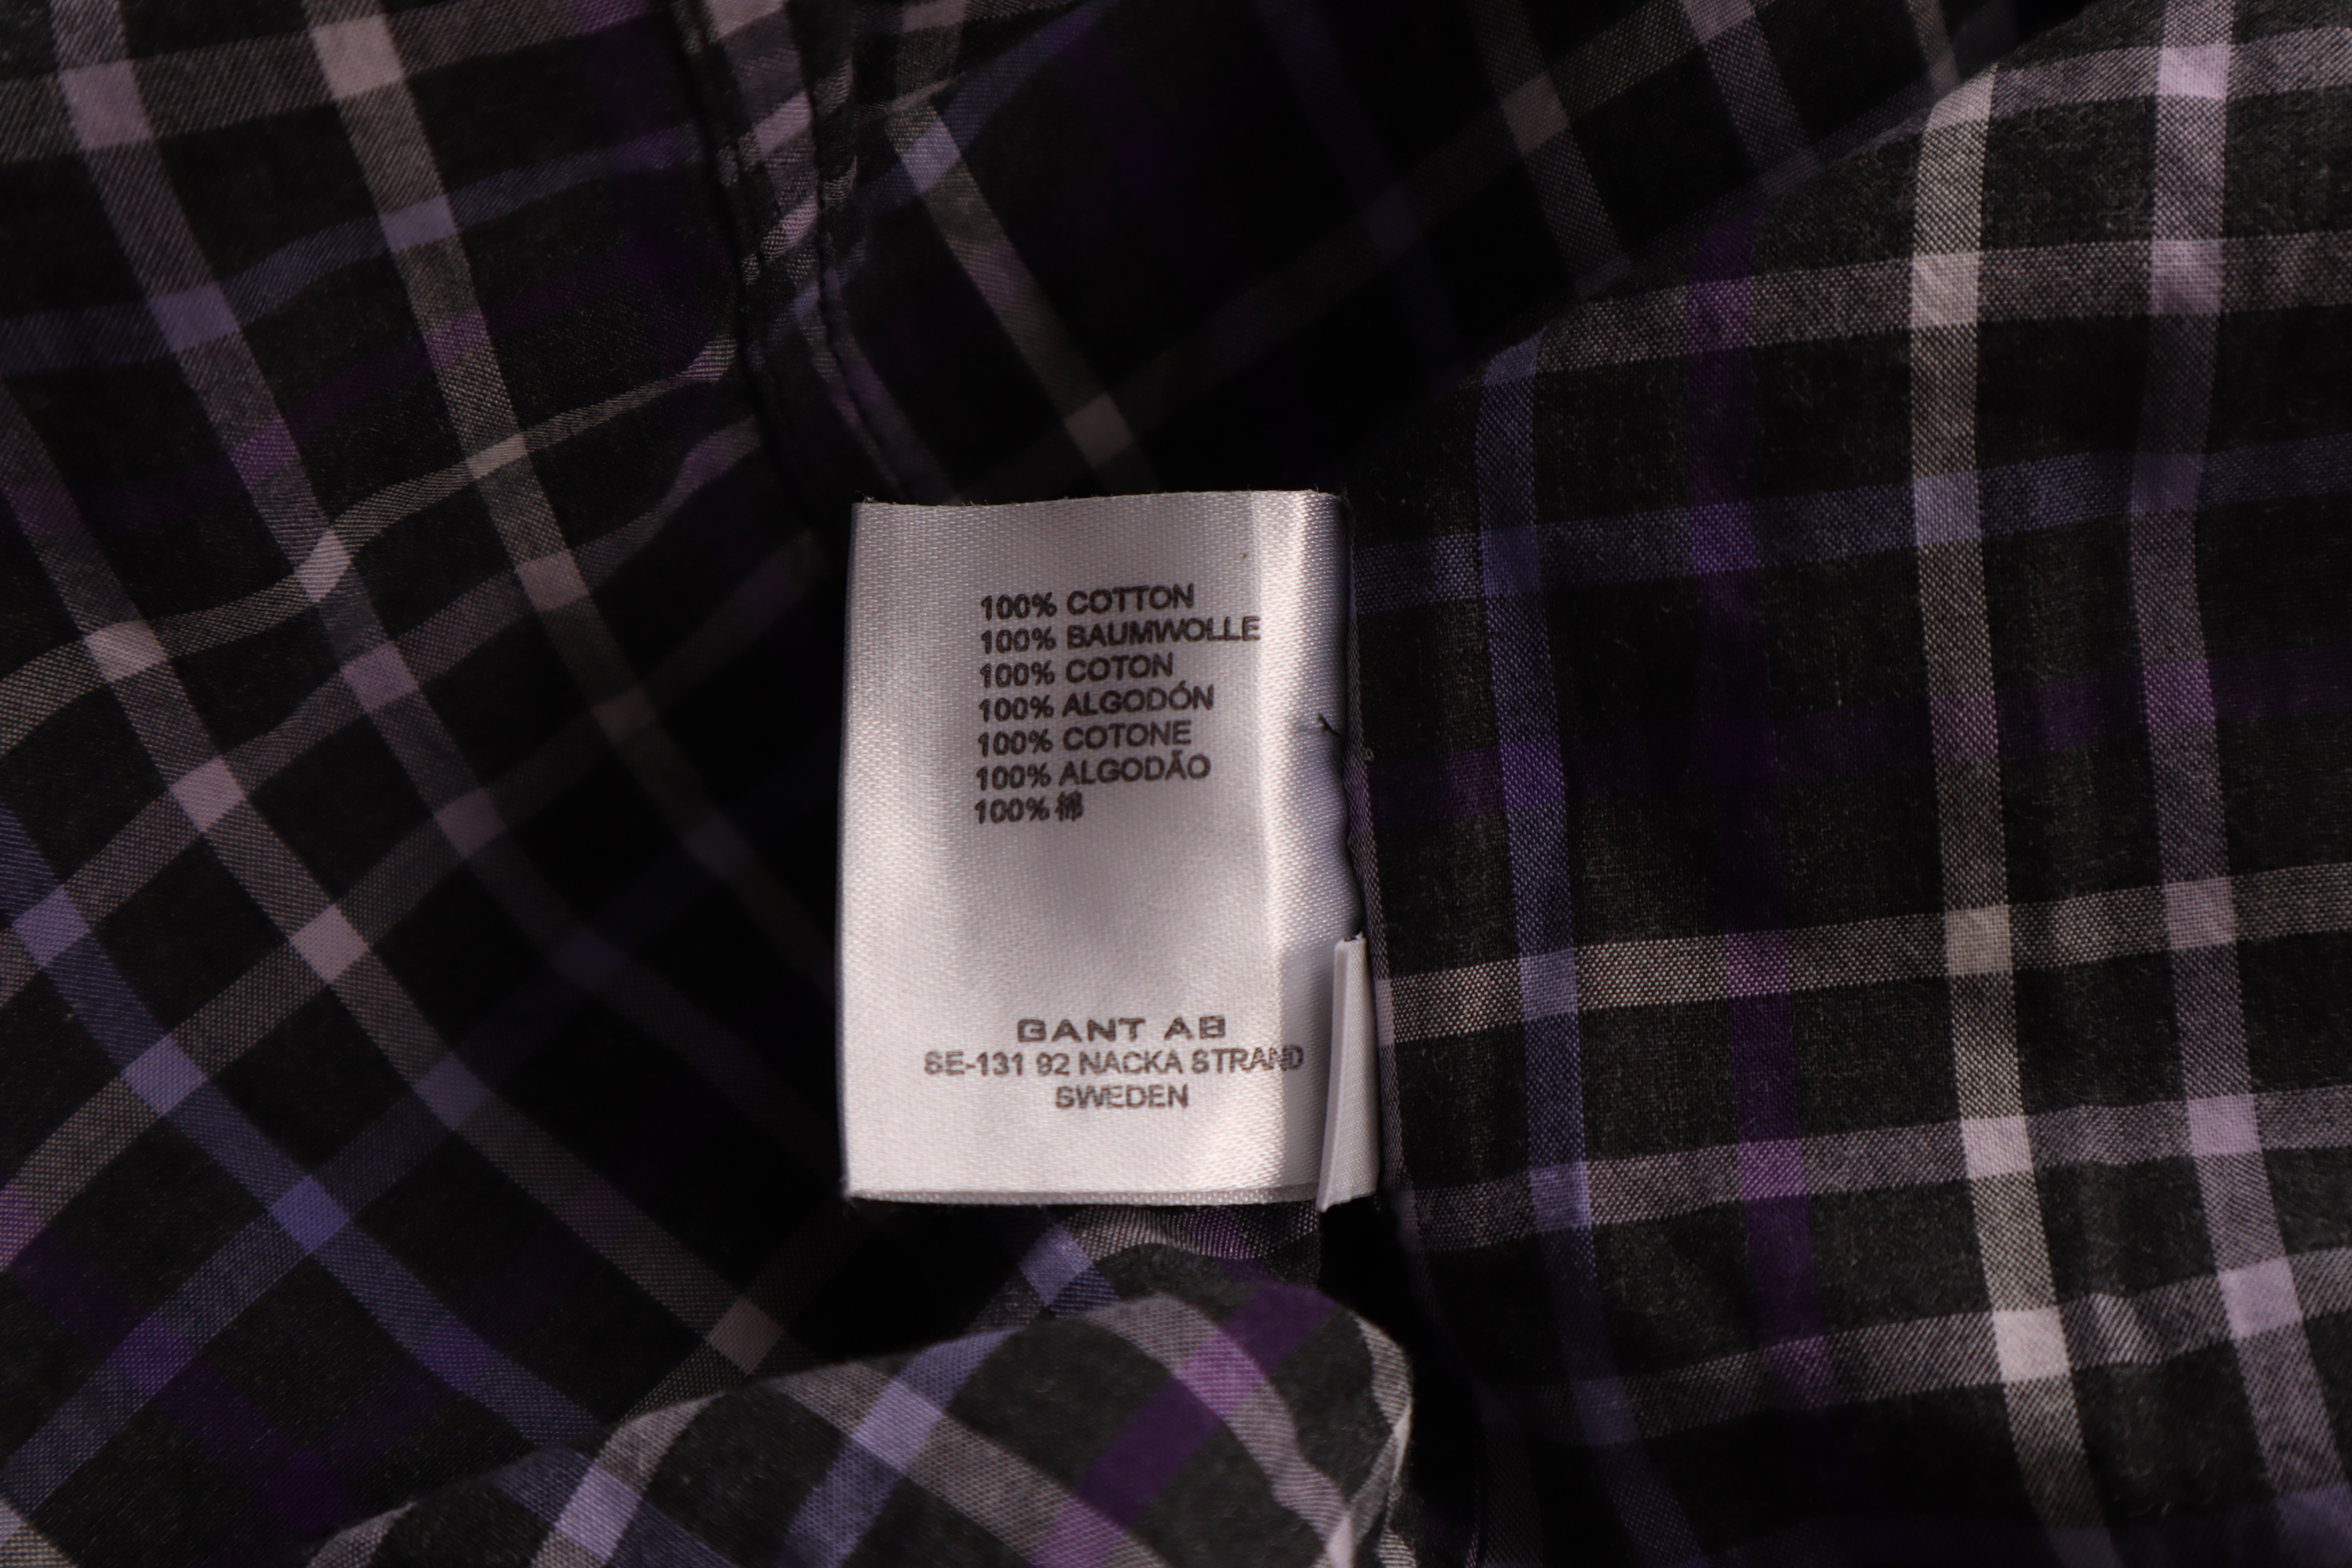 100% COTTON
100% BAUMWOLLE
100% COTON
100% ALGODÓN
100% COTONE
100% ALGODÃO
100% 棉
GANT AB
SE-131 92 NACKA STRAND
SWEDEN